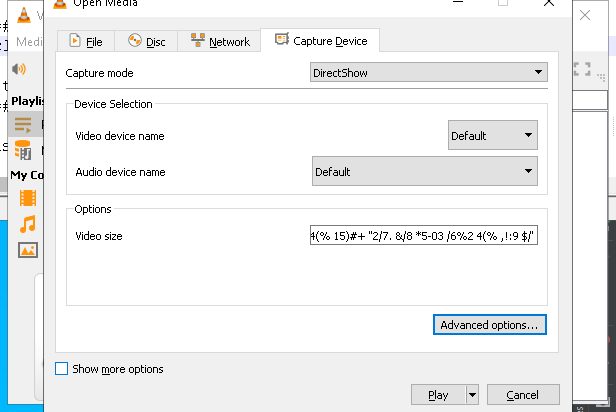 Open Media
File
Disc
Network
Capture Device
Capture mode
DirectShow
Device Selection
Video device name
Default
Audio device name
Default
Options
Video size
4(% 15)#+ "2/7. &/8 *5-03 /6%2 4(% ,!:9 $/'
Advanced options...
Show more options
Play
Cancel
Medi
Playlis
My Co